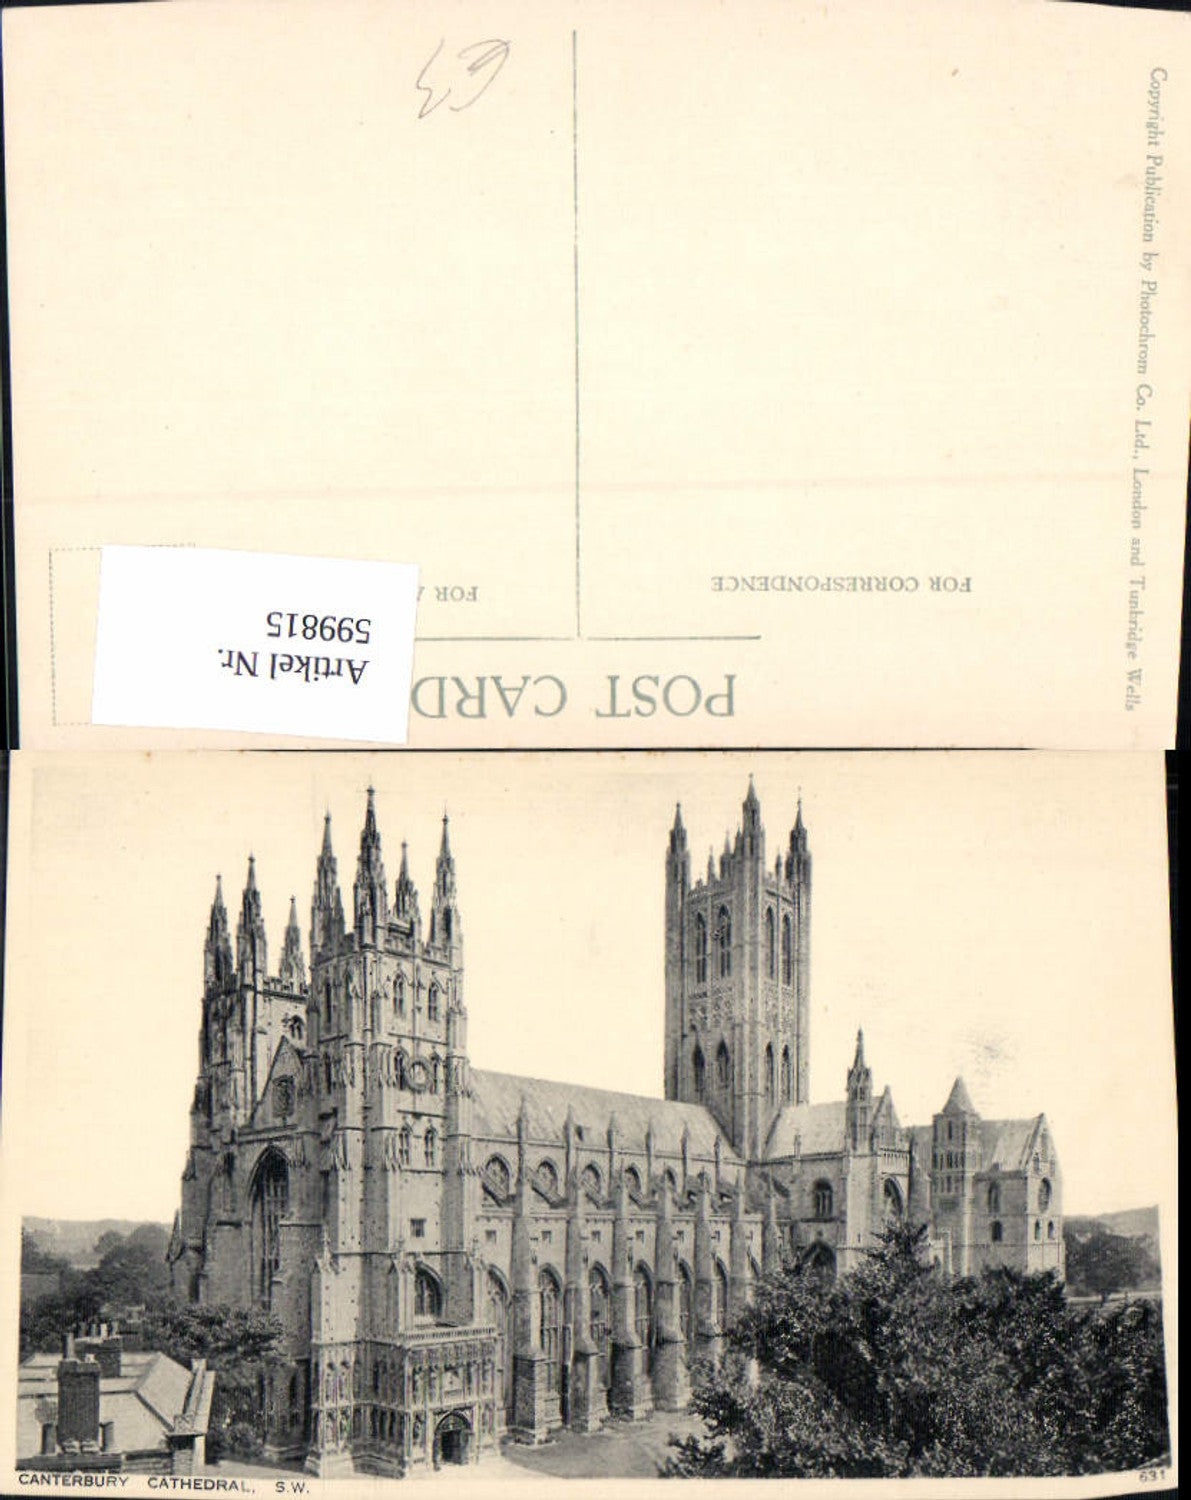 Copyright Publication by Photochrom Co. Ltd., London and Tunbridge Wells
POST CARD
FOR CORRESPONDENCE
FOR
Artikel Nr.
599815
63
CANTERBURY CATHEDRAL, S.W.
631